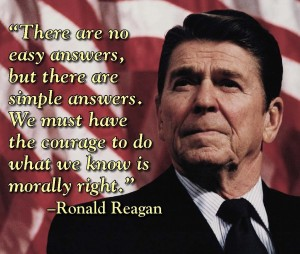 “There are no
easy answers,
but there are
simple answers.
We must have
the courage to do
what we know is
morally right.”
–Ronald Reagan